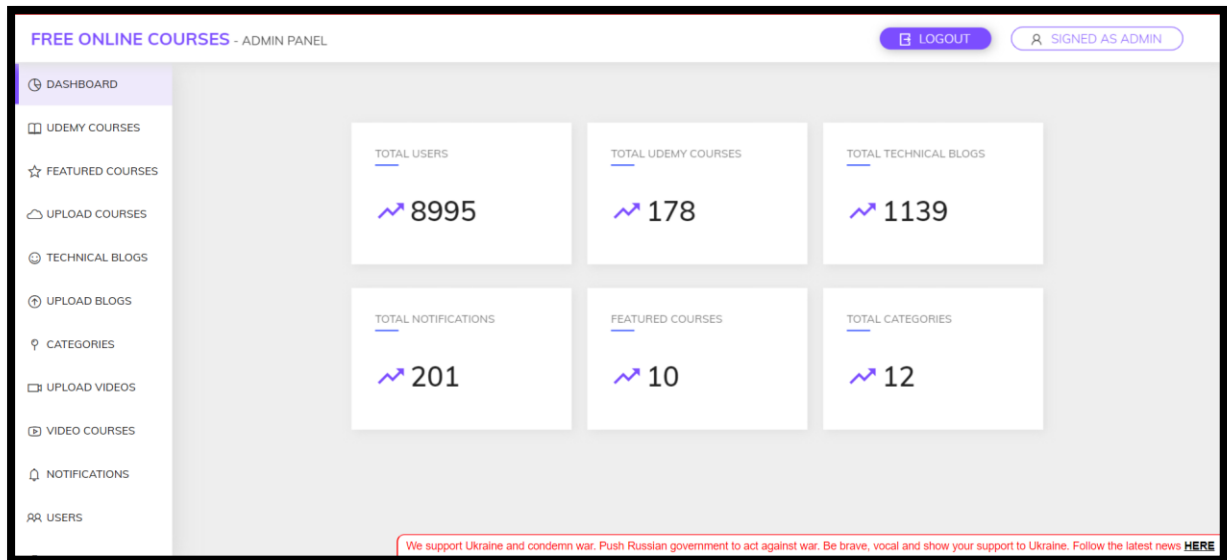 FREE ONLINE COURSES - ADMIN PANEL
LOGOUT
SIGNED AS ADMIN
DASHBOARD
UDEMY COURSES
FEATURED COURSES
UPLOAD COURSES
TECHNICAL BLOGS
UPLOAD BLOGS
CATEGORIES
UPLOAD VIDEOS
VIDEO COURSES
NOTIFICATIONS
USERS
TOTAL USERS
8995
TOTAL UDEMY COURSES
178
TOTAL TECHNICAL BLOGS
1139
TOTAL NOTIFICATIONS
201
FEATURED COURSES
10
TOTAL CATEGORIES
12
We support Ukraine and condemn war. Push Russian government to act against war. Be brave, vocal and show your support to Ukraine. Follow the latest news HERE